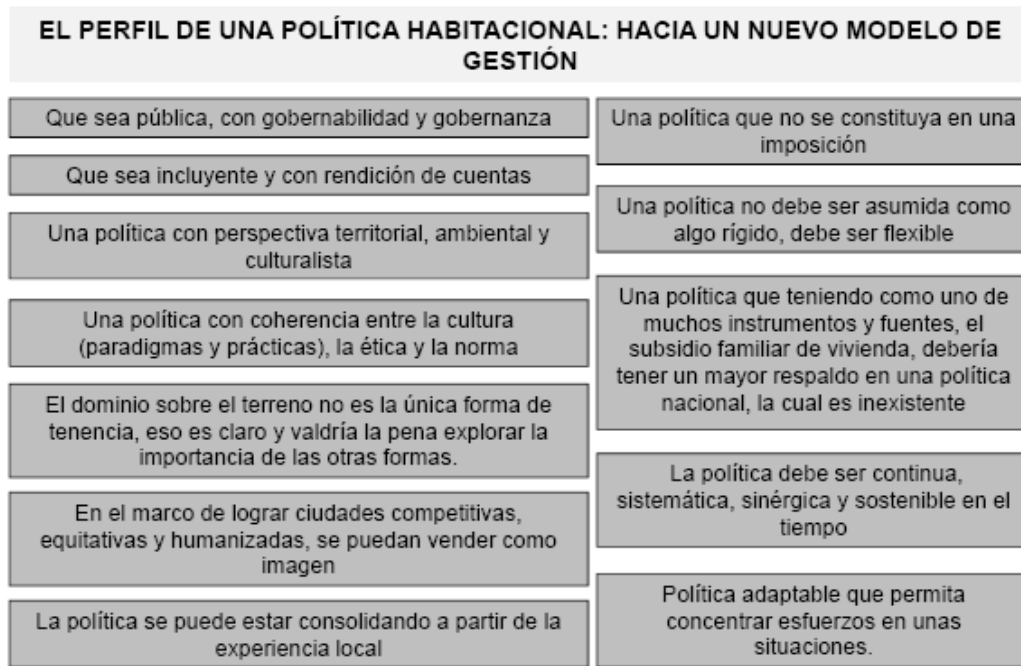 EL PERFIL DE UNA POLÍTICA HABITACIONAL: HACIA UN NUEVO MODELO DE
GESTIÓN
Que sea pública, con gobernabilidad y gobernanza
Que sea incluyente y con rendición de cuentas
Una política con perspectiva territorial, ambiental y
culturalista
Una política con coherencia entre la cultura
(paradigmas y prácticas), la ética y la norma
El dominio sobre el terreno no es la única forma de
tenencia, eso es claro y valdría la pena explorar la
importancia de las otras formas.
En el marco de lograr ciudades competitivas,
equitativas y humanizadas, se puedan vender como
imagen
La política se puede estar consolidando a partir de la
experiencia local
Una política que no se constituya en una
imposición
Una política no debe ser asumida como
algo rígido, debe ser flexible
Una política que teniendo como uno de
muchos instrumentos y fuentes, el
subsidio familiar de vivienda, debería
tener un mayor respaldo en una política
nacional, la cual es inexistente
La política debe ser continua,
sistemática, sinérgica y sostenible en el
tiempo
Política adaptable que permita
concentrar esfuerzos en unas
situaciones.